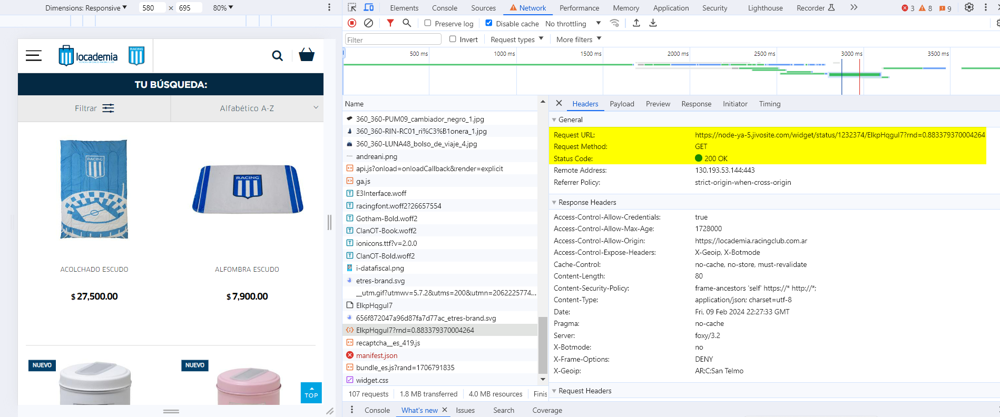 Dimensions: Responsive ▼ 580 × 695 80% ▼
locademia
RACING
TU BÚSQUEDA:
Filtrar
Alfabético A-Z
RACING
RACING
ACOLCHADO ESCUDO
ALFOMBRA ESCUDO
$ 27,500.00
$ 7,900.00
NUEVO
NUEVO
TOP
Elements Console Sources Network Performance Memory Application Security Lighthouse Recorder 3 8 9
Preserve log Disable cache No throttling
Filter Invert Request types More filters
500 ms 1000 ms 1500 ms 2000 ms 2500 ms 3000 ms 3500 ms
Name
360_360-PUM09_cambiador_negro_1.jpg
360_360-RIN-RC01_ri%C3%B1onera_1.jpg
360_360-LUNA48_bolso_de_viaje_4.jpg
andreani.png
api.js?onload=onloadCallback&render=explicit
ga.js
E3Interface.woff
racingfont.woff2?26657554
Gotham-Bold.woff2
ClanOT-Book.woff2
ionicons.ttf?v=2.0.0
ClanOT-Bold.woff2
i-datafiscal.png
etres-brand.svg
__utm.gif?utmwv=5.7.2&utms=200&utmn=2062225774...
ElkpHqgul7
656f872047a96d87fa7d77ac_etres-brand.svg
ElkpHqgul7?rnd=0.883379370004264
recaptcha__es_419.js
manifest.json
bundle_es.js?rand=1706791835
widget.css
107 requests 1.8 MB transferred 4.0 MB resources Finis
Headers Payload Preview Response Initiator Timing
General
Request URL: https://node-ya-5.jivosite.com/widget/status/1232374/ElkpHqgul7?rnd=0.883379370004264
Request Method: GET
Status Code: 200 OK
Remote Address: 130.193.53.144:443
Referrer Policy: strict-origin-when-cross-origin
Response Headers
Access-Control-Allow-Credentials: true
Access-Control-Allow-Max-Age: 1728000
Access-Control-Allow-Origin: https://locademia.racingclub.com.ar
Access-Control-Expose-Headers: X-Geoip, X-Botmode
Cache-Control: no-cache, no-store, must-revalidate
Content-Length: 80
Content-Security-Policy: frame-ancestors 'self' https://* http://*;
Content-Type: application/json; charset=utf-8
Date: Fri, 09 Feb 2024 22:27:33 GMT
Pragma: no-cache
Server: foxy/3.2
X-Botmode: no
X-Frame-Options: DENY
X-Geoip: AR;C;San Telmo
Request Headers
Console What's new Issues Search Coverage